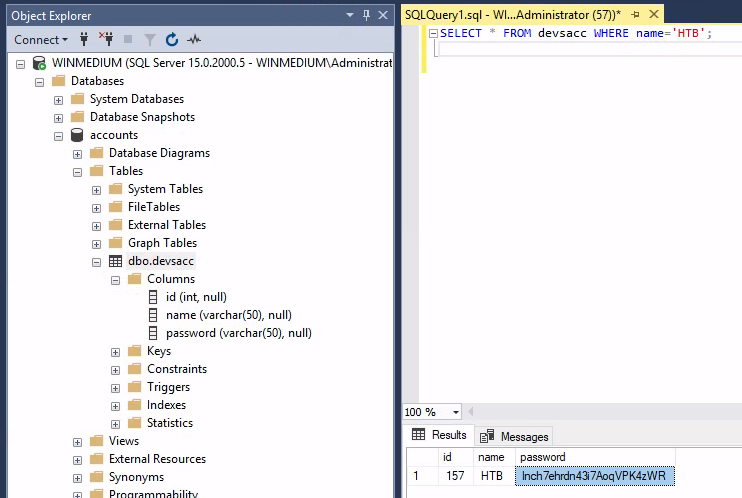 Object Explorer
Connect
WINMEDIUM (SQL Server 15.0.2000.5 - WINMEDIUM\Administrat
Databases
System Databases
Database Snapshots
accounts
Database Diagrams
Tables
System Tables
FileTables
External Tables
Graph Tables
dbo.devsacc
Columns
id (int, null)
name (varchar(50), null)
password (varchar(50), null)
Keys
Constraints
Triggers
Indexes
Statistics
Views
External Resources
Synonyms
Programmability
SQLQuery1.sql - WI...Administrator (57))*
SELECT * FROM devsacc WHERE name='HTB';
100 %
Results Messages
id name password
1 157 HTB lnch7ehrdn43i7AoqVPK4zWR